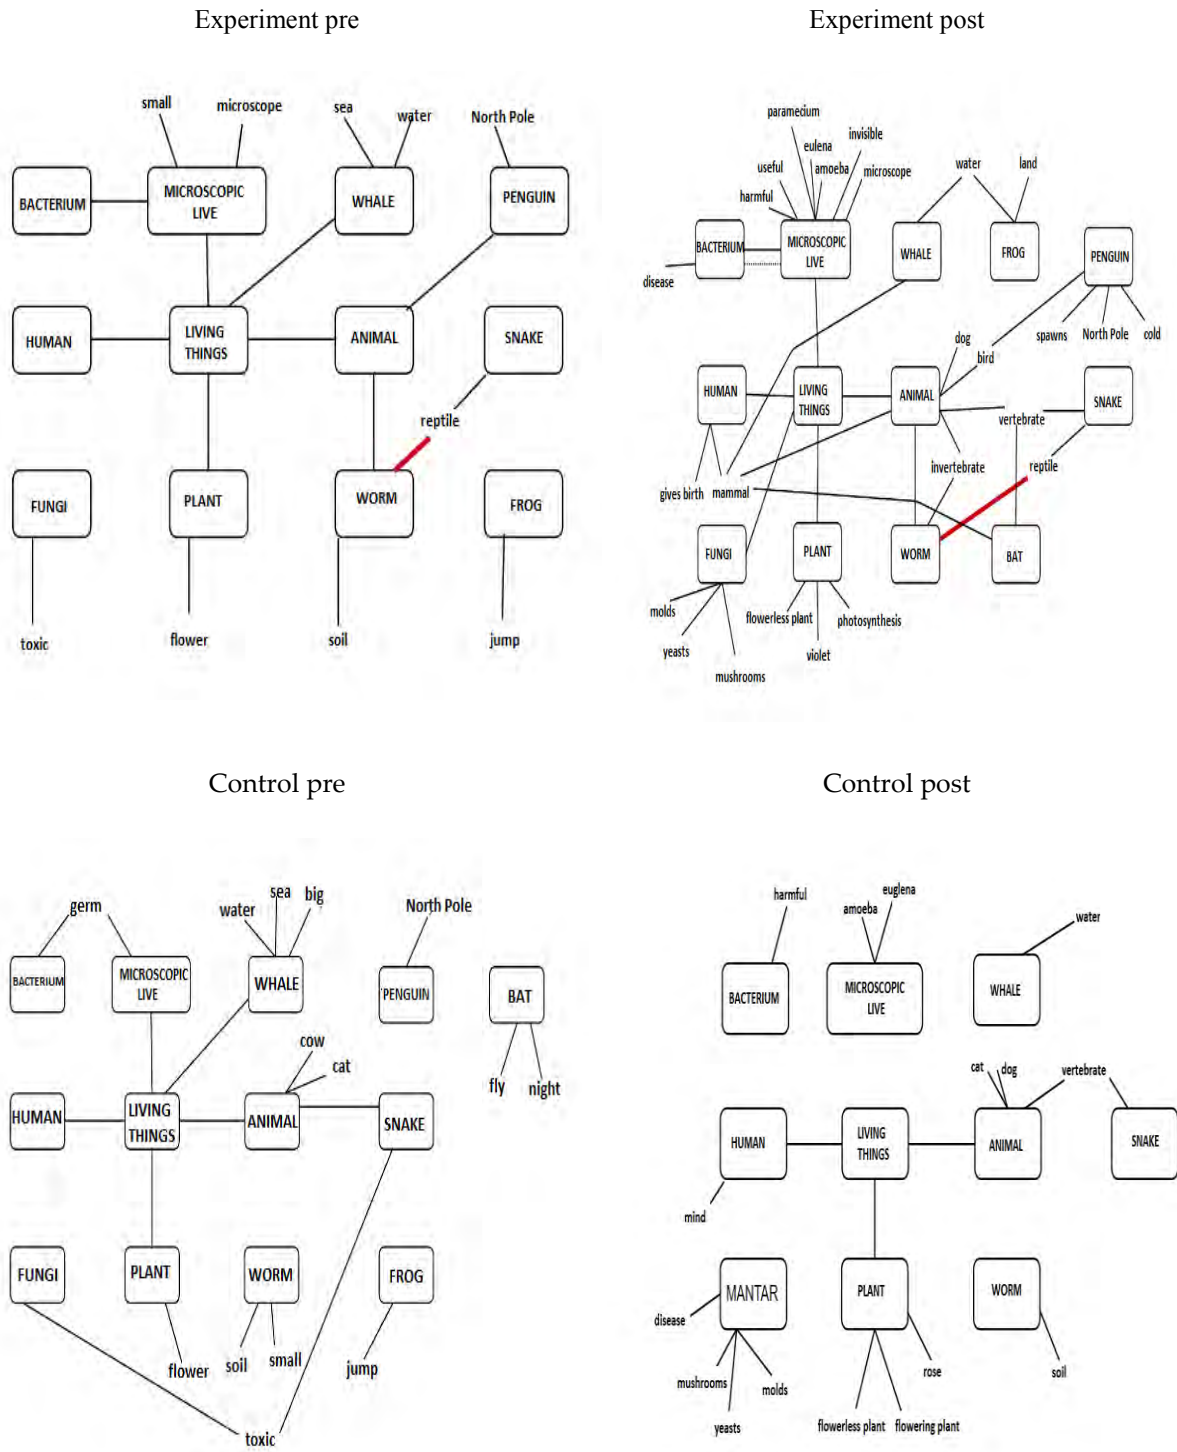 Experiment pre
small
microscope
sea
water
North Pole
BACTERIUM
MICROSCOPIC
LIVE
WHALE
PENGUIN
HUMAN
LIVING
THINGS
ANIMAL
SNAKE
reptile
FUNGI
PLANT
WORM
FROG
toxic
flower
soil
jump
Experiment post
paramecium
eulena
invisible
useful
amoeba
microscope
harmful
water
land
BACTERIUM
MICROSCOPIC
LIVE
WHALE
FROG
PENGUIN
disease
spawns
North Pole
cold
dog
bird
HUMAN
LIVING
THINGS
ANIMAL
SNAKE
vertebrate
invertebrate
reptile
gives birth
mammal
FUNGI
PLANT
WORM
BAT
molds
flowerless plant
photosynthesis
yeasts
violet
mushrooms
Control pre
germ
water
sea
big
North Pole
BACTERIUM
MICROSCOPIC
LIVE
WHALE
PENGUIN
BAT
cow
cat
fly
night
HUMAN
LIVING
THINGS
ANIMAL
SNAKE
FUNGI
PLANT
WORM
FROG
flower
soil
small
jump
toxic
Control post
harmful
amoeba
euglena
water
BACTERIUM
MICROSCOPIC
LIVE
WHALE
cat
dog
vertebrate
HUMAN
LIVING
THINGS
ANIMAL
SNAKE
mind
MANTAR
PLANT
WORM
disease
mushrooms
molds
rose
soil
yeasts
flowerless plant
flowering plant